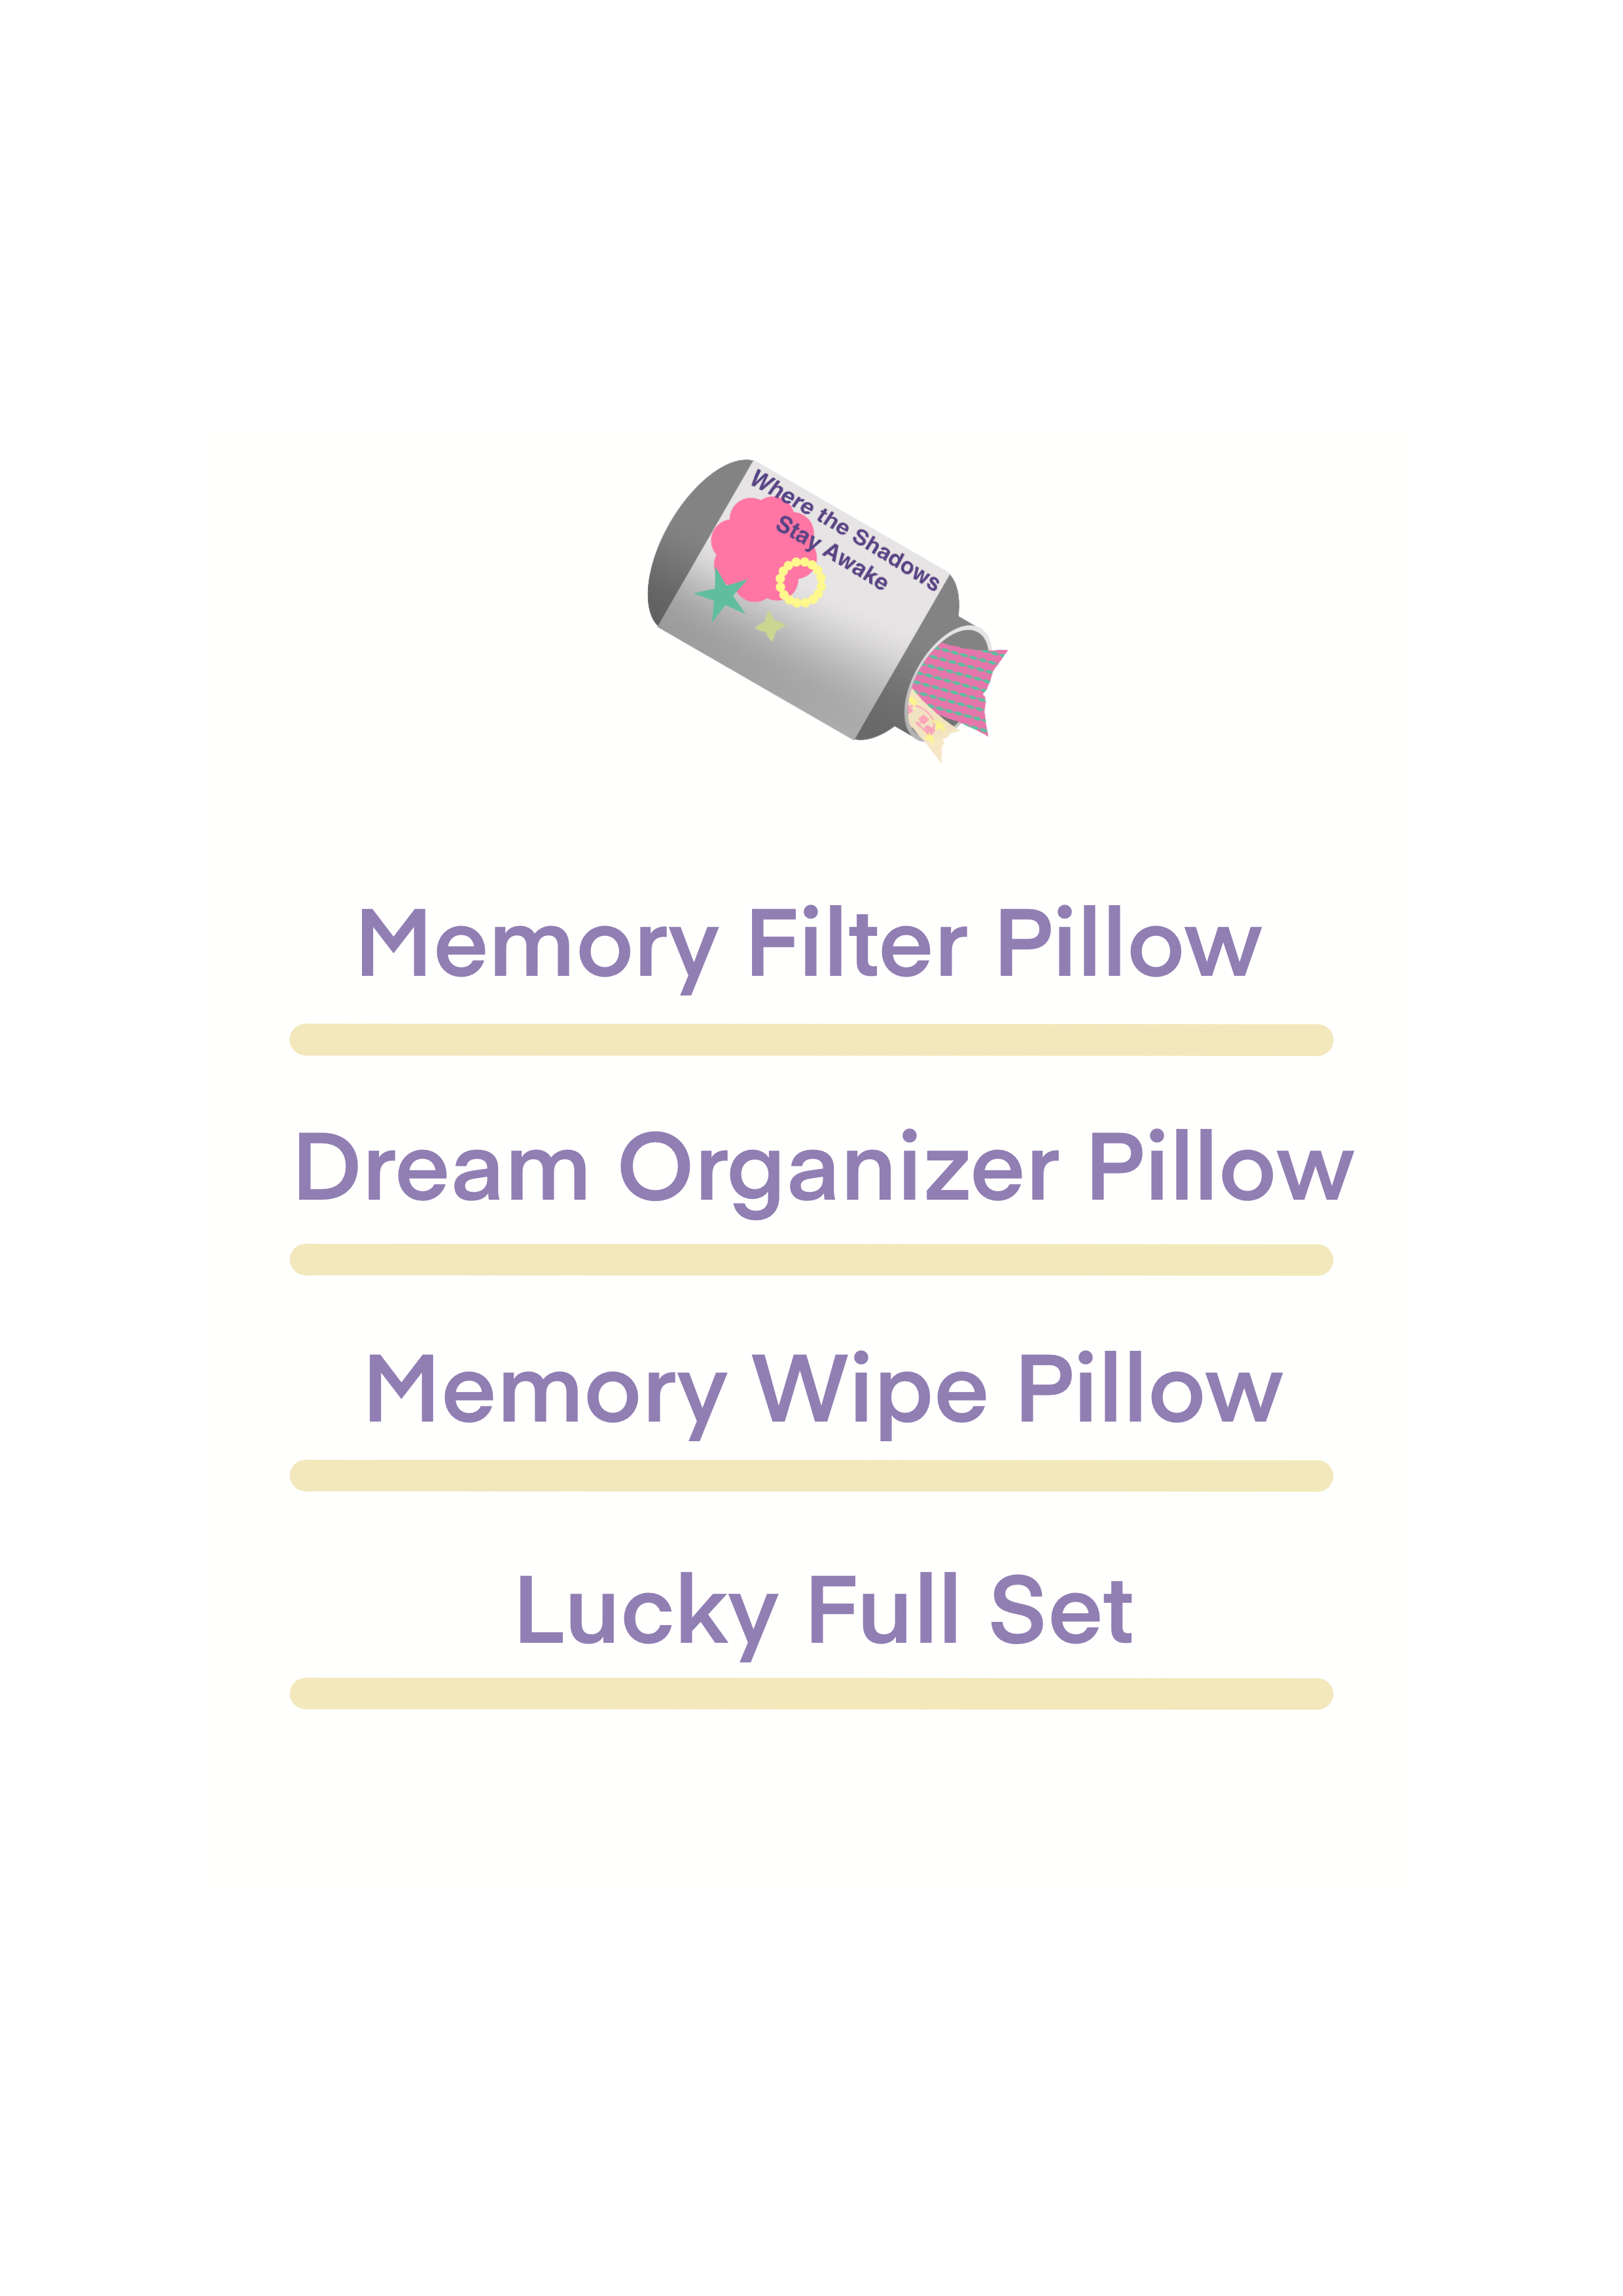 Where the Shadows
Stay Awake
Memory Filter Pillow
Dream Organizer Pillow
Memory Wipe Pillow
Lucky Full Set